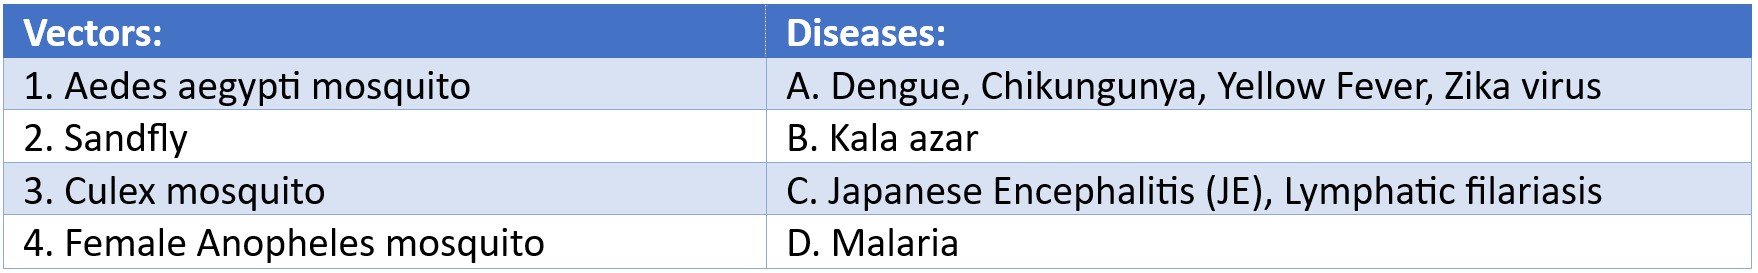 Vectors: Diseases:
1. Aedes aegypti mosquito A. Dengue, Chikungunya, Yellow Fever, Zika virus
2. Sandfly B. Kala azar
3. Culex mosquito C. Japanese Encephalitis (JE), Lymphatic filariasis
4. Female Anopheles mosquito D. Malaria